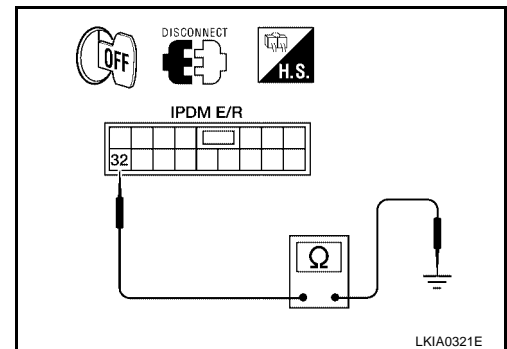 DISCONNECT
OFF
H.S.
IPDM E/R
32
Ω
LKIA0321E